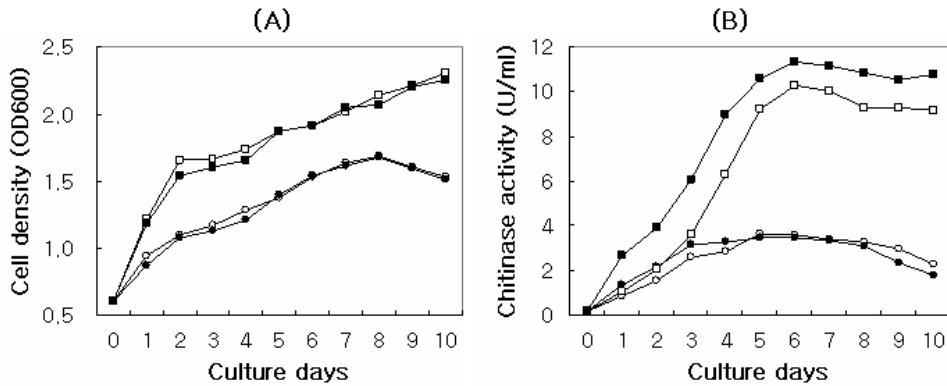 (A)
Cell density (OD600)
2.5
2.0
1.5
1.0
0.5
0 1 2 3 4 5 6 7 8 9 10
Culture days
(B)
Chitinase activity (U/ml)
12
10
8
6
4
2
0
0 1 2 3 4 5 6 7 8 9 10
Culture days